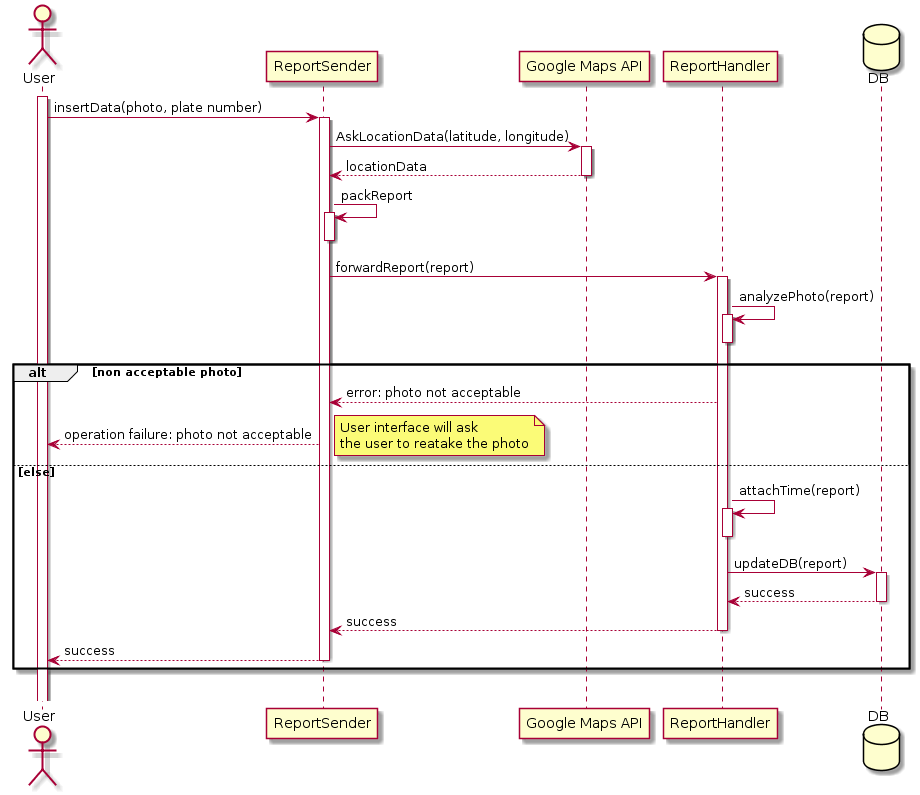 User
ReportSender
Google Maps API
ReportHandler
DB
insertData(photo, plate number)
AskLocationData(latitude, longitude)
locationData
packReport
forwardReport(report)
analyzePhoto(report)
alt
[non acceptable photo]
error: photo not acceptable
User interface will ask
the user to reatake the photo
operation failure: photo not acceptable
[else]
attachTime(report)
updateDB(report)
success
success
success
User
ReportSender
Google Maps API
ReportHandler
DB